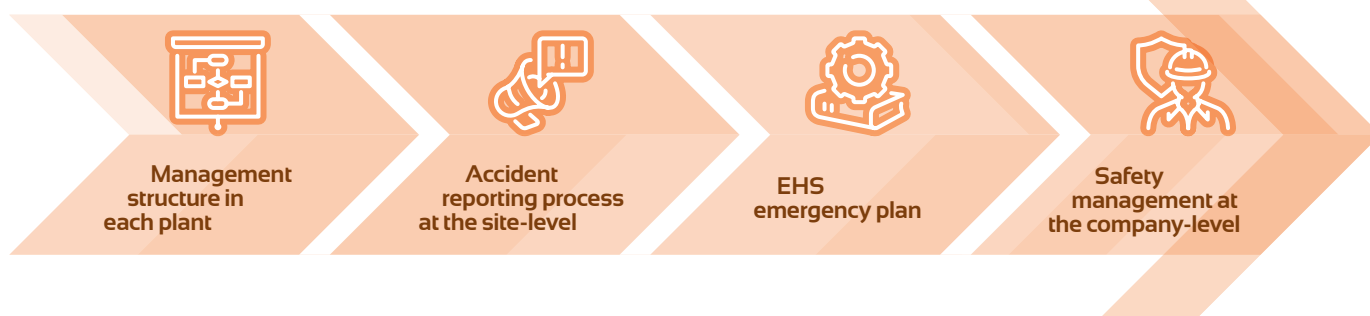 Management
structure in
each plant
Accident
reporting process
at the site-level
EHS
emergency plan
Safety
management at
the company-level